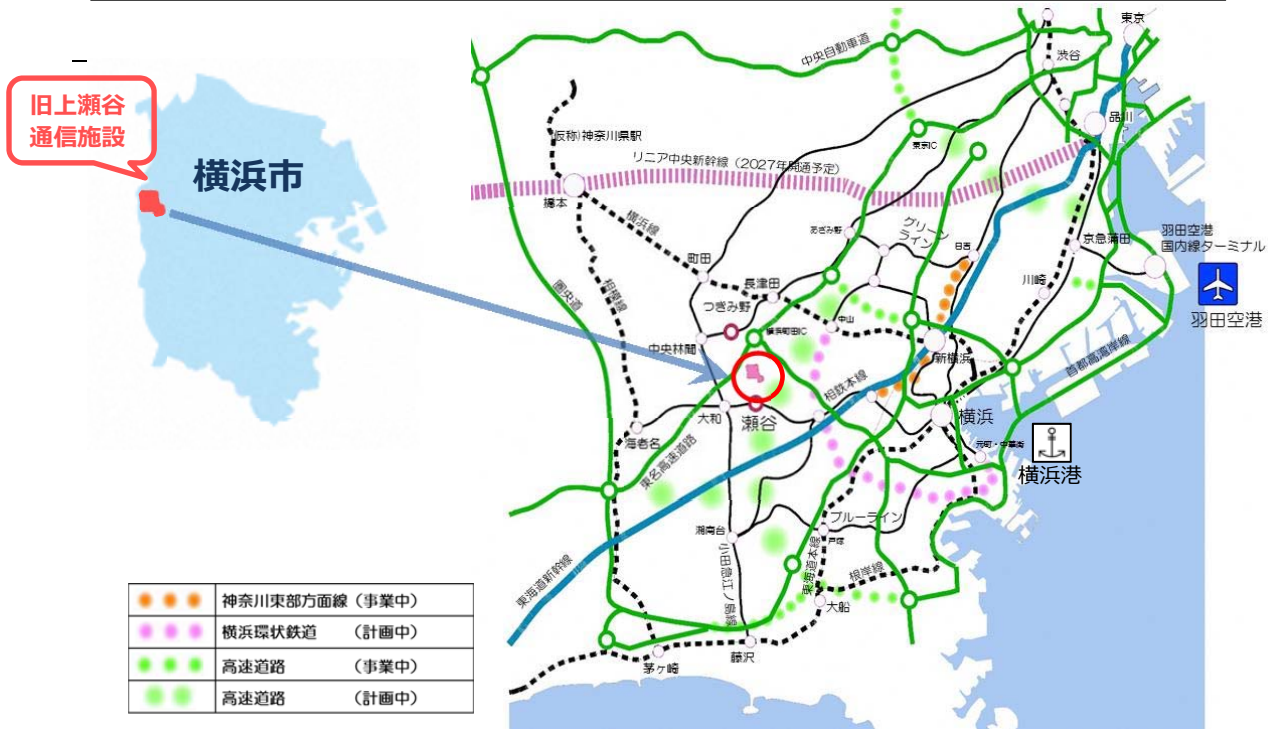 旧上瀬谷
通信施設
横浜市
東京
中央自動車道
渋谷
品川
(仮称)神奈川県駅
東京IC
リニア中央新幹線(2027年開通予定)
橋本
横浜線
あざみ野
グリーン
ライン
日吉
京急蒲田
羽田空港
国内線ターミナル
羽田空港
町田
長津田
つきみ野
川崎
圏央道
相模線
中山
横浜町田IC
中央林間
新横浜
首都高湾岸線
相鉄本線
大和
瀬谷
横浜
海老名
元町・中華街
横浜港
東名高速道路
ブルーライン
湘南台
戸塚
東海道新幹線
小田急江ノ島線
東海道本線
根岸線
大船
藤沢
茅ヶ崎
神奈川東部方面線(事業中)
横浜環状鉄道 (計画中)
高速道路 (事業中)
高速道路 (計画中)